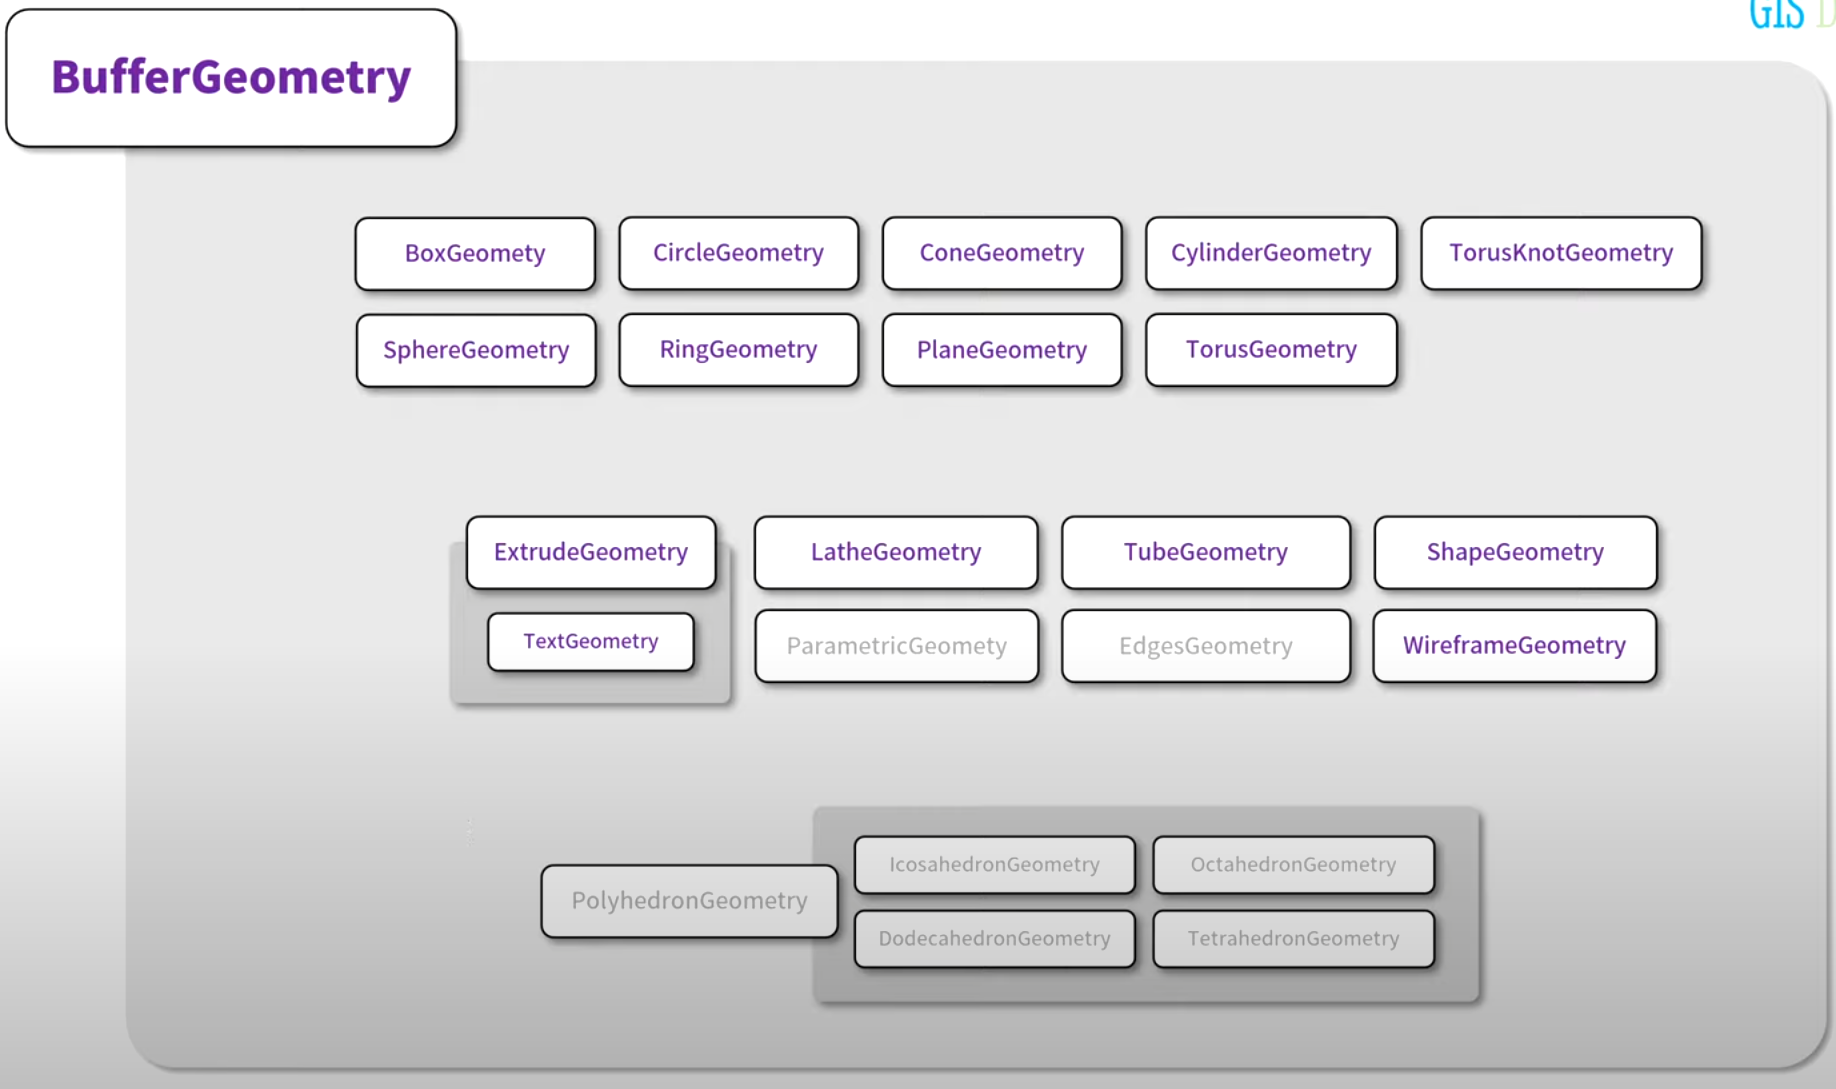 GIS
BufferGeometry
BoxGeomety
CircleGeometry
ConeGeometry
CylinderGeometry
TorusKnotGeometry
SphereGeometry
RingGeometry
PlaneGeometry
TorusGeometry
ExtrudeGeometry
LatheGeometry
TubeGeometry
ShapeGeometry
TextGeometry
ParametricGeomety
EdgesGeometry
WireframeGeometry
PolyhedronGeometry
IcosahedronGeometry
OctahedronGeometry
DodecahedronGeometry
TetrahedronGeometry